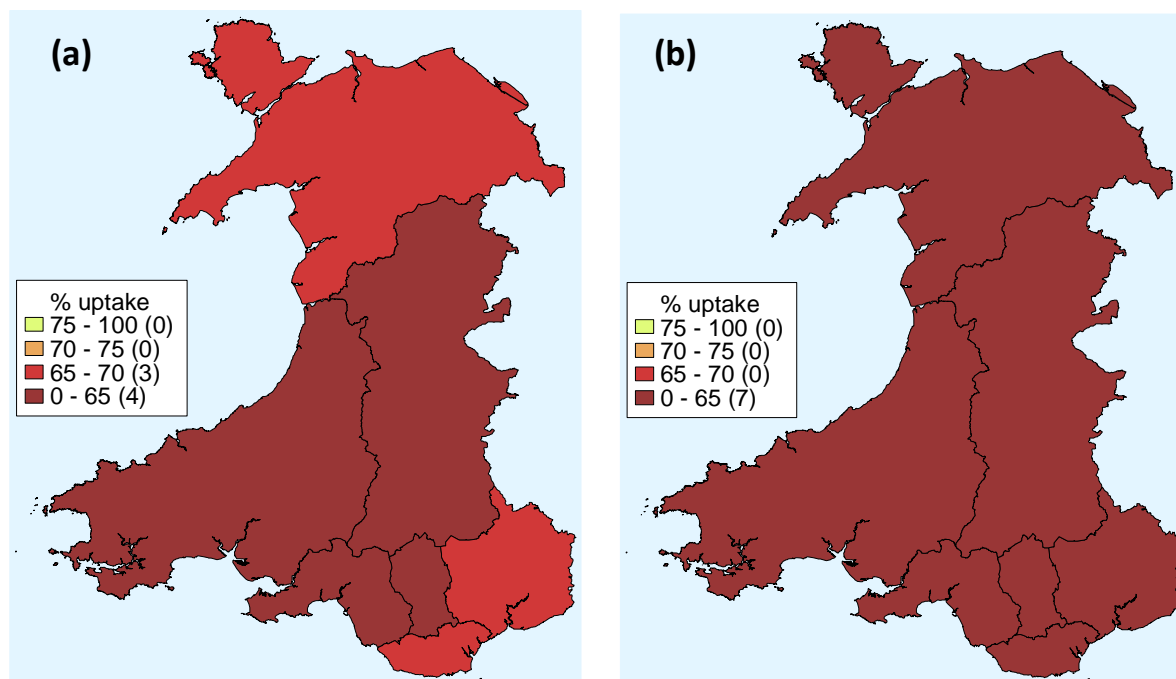 (a)
% uptake
75 - 100 (0)
70 - 75 (0)
65 - 70 (3)
0 - 65 (4)
(b)
% uptake
75 - 100 (0)
70 - 75 (0)
65 - 70 (0)
0 - 65 (7)